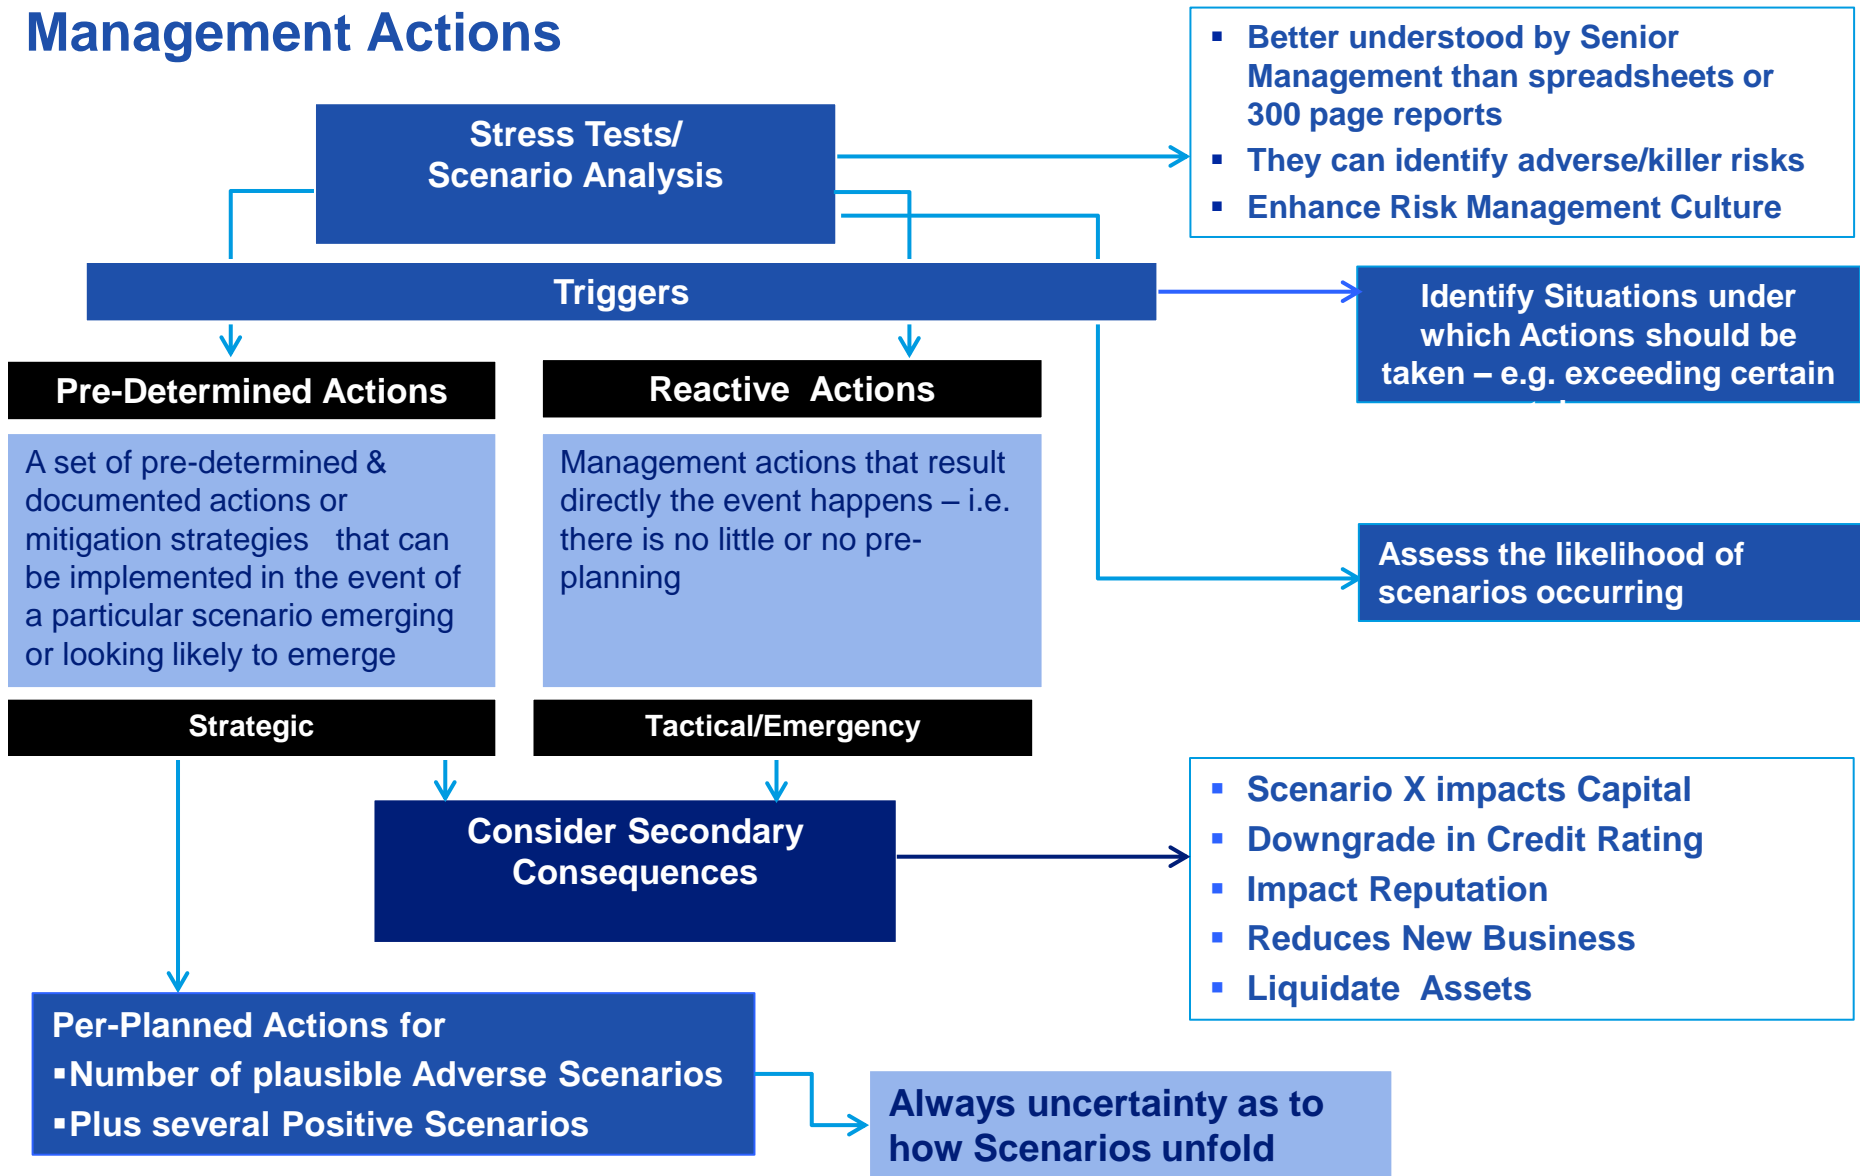 Management Actions
▪ Better understood by Senior
Management than spreadsheets or
300 page reports
▪ They can identify adverse/killer risks
▪ Enhance Risk Management Culture
Stress Tests/
Scenario Analysis
Triggers
Identify Situations under
which Actions should be
taken – e.g. exceeding certain
Pre-Determined Actions
A set of pre-determined &
documented actions or
mitigation strategies that can
be implemented in the event of
a particular scenario emerging
or looking likely to emerge
Strategic
Reactive Actions
Management actions that result
directly the event happens – i.e.
there is no little or no pre-
planning
Tactical/Emergency
Assess the likelihood of
scenarios occurring
Consider Secondary
Consequences
▪ Scenario X impacts Capital
▪ Downgrade in Credit Rating
▪ Impact Reputation
▪ Reduces New Business
▪ Liquidate Assets
Per-Planned Actions for
▪Number of plausible Adverse Scenarios
▪Plus several Positive Scenarios
Always uncertainty as to
how Scenarios unfold